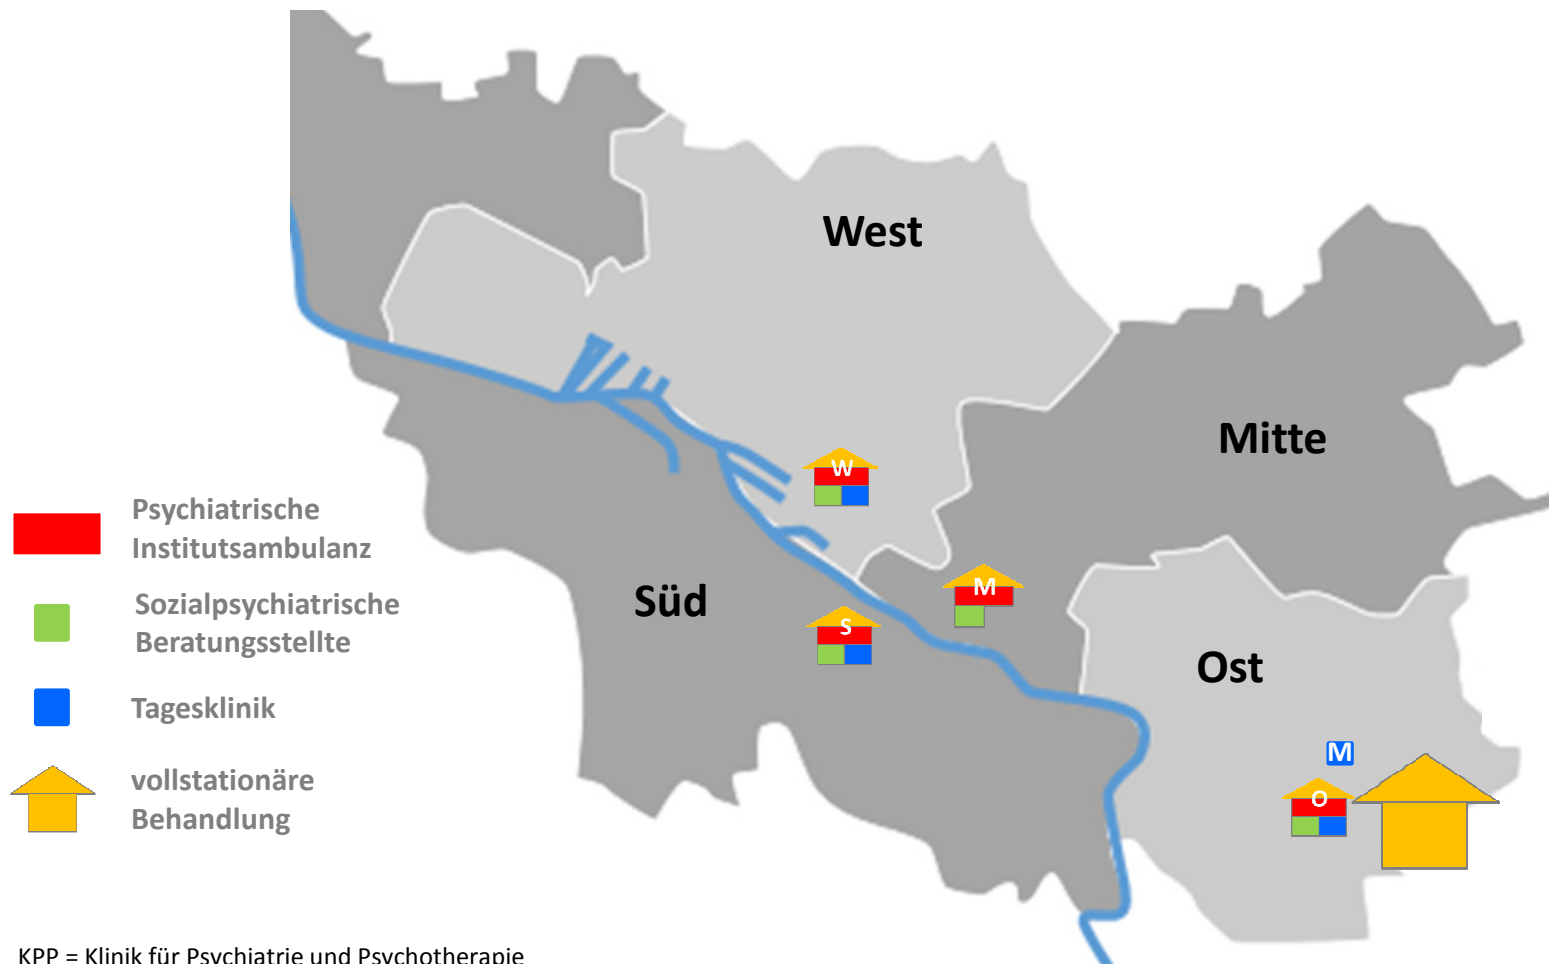 West
Mitte
W
Psychiatrische
Institutsambulanz
M
Sozialpsychiatrische
Beratungsstellte
Süd
S
Ost
Tagesklinik
M
vollstationäre
Behandlung
O
KPP = Klinik für Psychiatrie und Psychotherapie